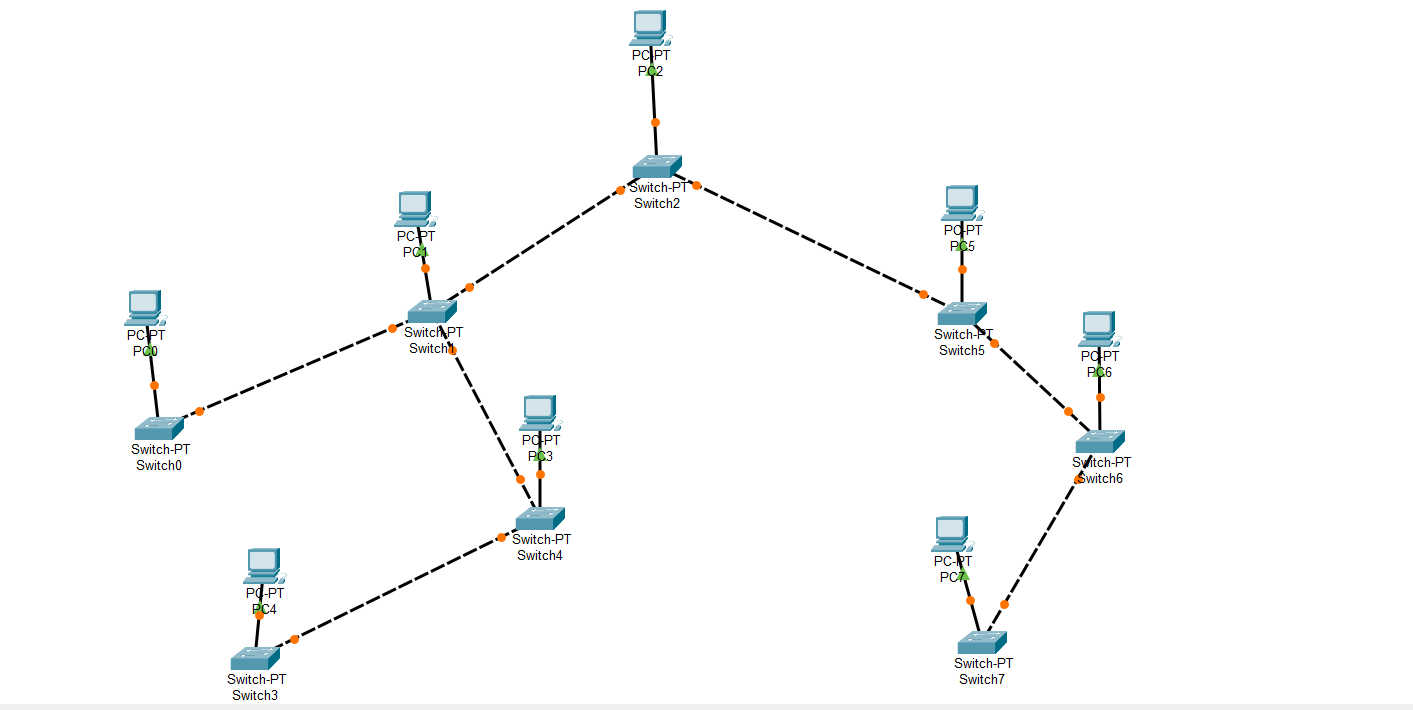 PC-PT
PC2
Switch-PT
Switch2
PC-PT
PC1
Switch-PT
Switch1
PC-PT
PC5
Switch-PT
Switch5
PC-PT
PC0
Switch-PT
Switch0
PC-PT
PC6
Switch-PT
Switch6
PC-PT
PC3
Switch-PT
Switch4
PC-PT
PC4
Switch-PT
Switch3
PC-PT
PC7
Switch-PT
Switch7